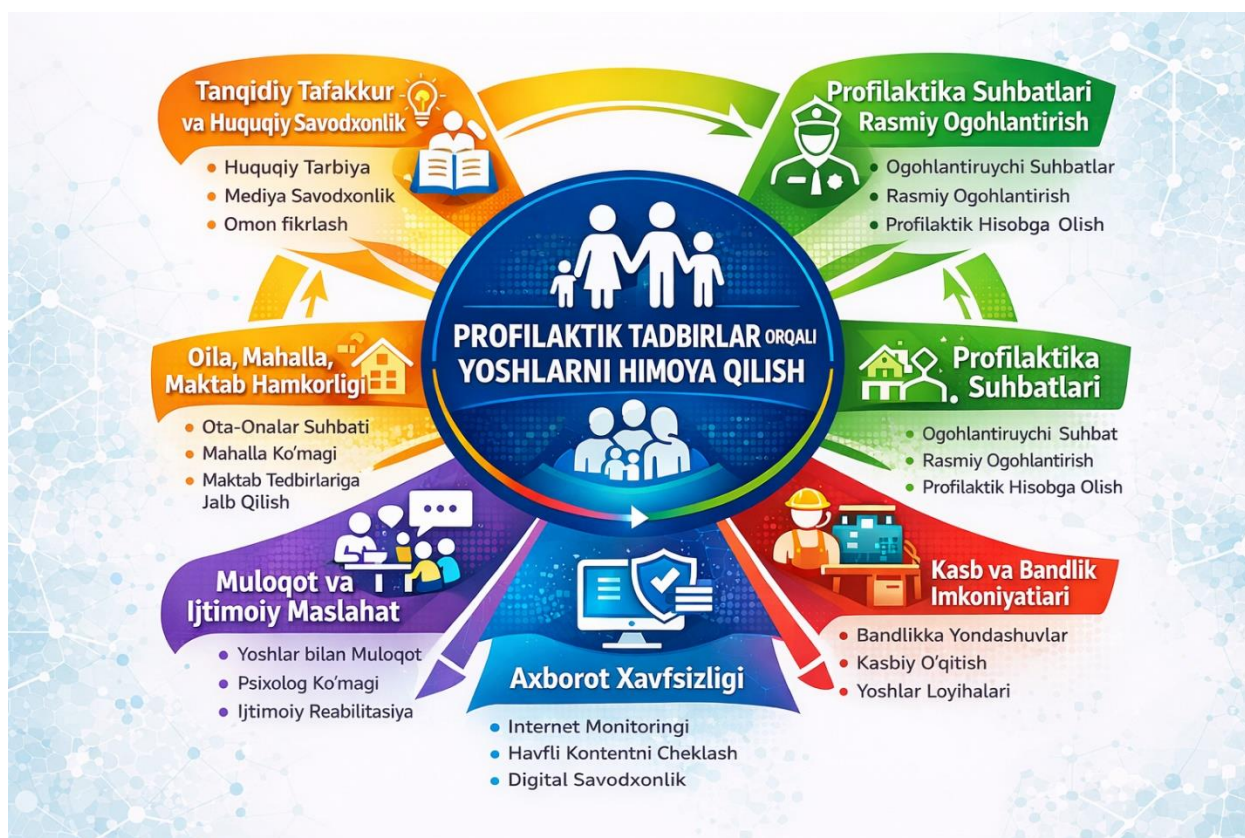 Tanqidiy Tafakkur
va Huquqiy Savodxonlik
• Huquqiy Tarbiya
• Mediya Savodxonlik
• Omon fikrlash
Profilaktika Suhbatlari
Rasmiy Ogohlantirish
• Ogohlantiruychi Suhbatlar
• Rasmiy Ogohlantirish
• Profilaktik Hisobga Olish
PROFILAKTIK TADBIRLAR ORQALI
YOSHLARNI HIMOYA QILISH
Oila, Mahalla,
Maktab Hamkorligi
• Ota-Onalar Suhbati
• Mahalla Ko'magi
• Maktab Tedbirlariga
Jalb Qilish
Profilaktika
Suhbatlari
• Ogohlantiruychi Suhbat
• Rasmiy Ogohlantirish
• Profilaktik Hisobga Olish
Muloqot va
Ijtimoiy Maslahat
• Yoshlar bilan Muloqot
• Psixolog Ko'magi
• Ijtimoiy Reabilitasiya
Axborot Xavfsizligi
• Internet Monitoringi
• Havfli Kontentni Cheklash
• Digital Savodxonlik
Kasb va Bandlik
Imkoniyatlari
• Bandlikka Yondashuvlar
• Kasbiy O'qitish
• Yoshlar Loyihalari